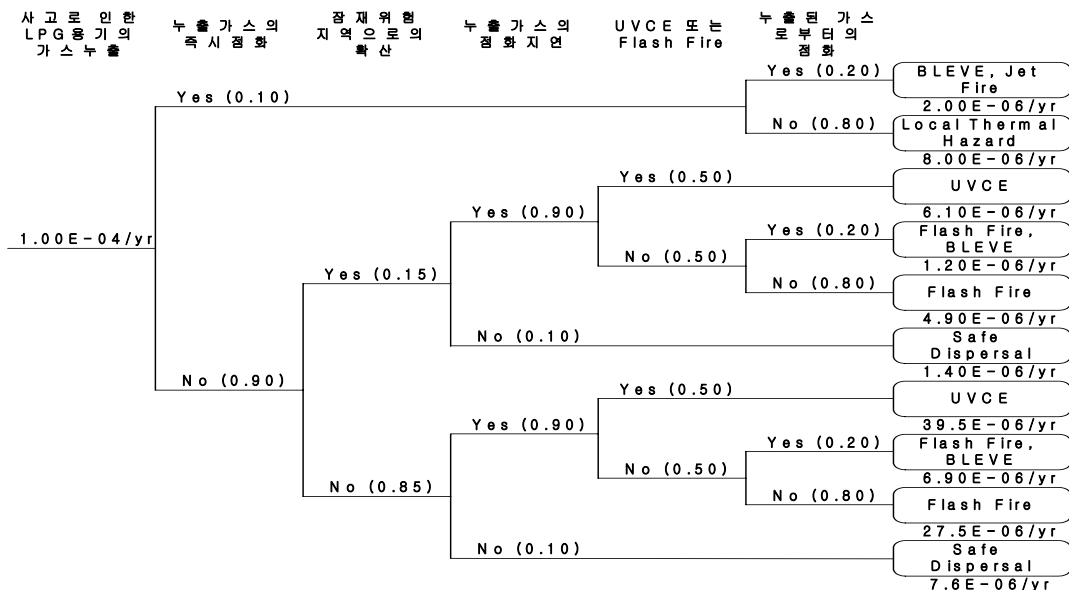 사고로 인한
LPG용기의
가스누출
누출가스의
즉시점화
잠재위험
지역으로의
확산
누출가스의
점화지연
UVCE 또는
Flash Fire
누출된 가스
로부터의
점화
Yes (0.20)
BLEVE, Jet
Fire
Yes (0.10)
2.00E-06/yr
No (0.80)
Local Thermal
Hazard
8.00E-06/yr
Yes (0.50)
UVCE
Yes (0.90)
6.10E-06/yr
1.00E-04/yr
Yes (0.20)
Flash Fire,
BLEVE
No (0.50)
1.20E-06/yr
Yes (0.15)
No (0.80)
Flash Fire
4.90E-06/yr
No (0.10)
Safe
Dispersal
1.40E-06/yr
No (0.90)
Yes (0.50)
UVCE
Yes (0.90)
39.5E-06/yr
Yes (0.20)
Flash Fire,
BLEVE
No (0.50)
6.90E-06/yr
No (0.85)
No (0.80)
Flash Fire
27.5E-06/yr
No (0.10)
Safe
Dispersal
7.6E-06/yr